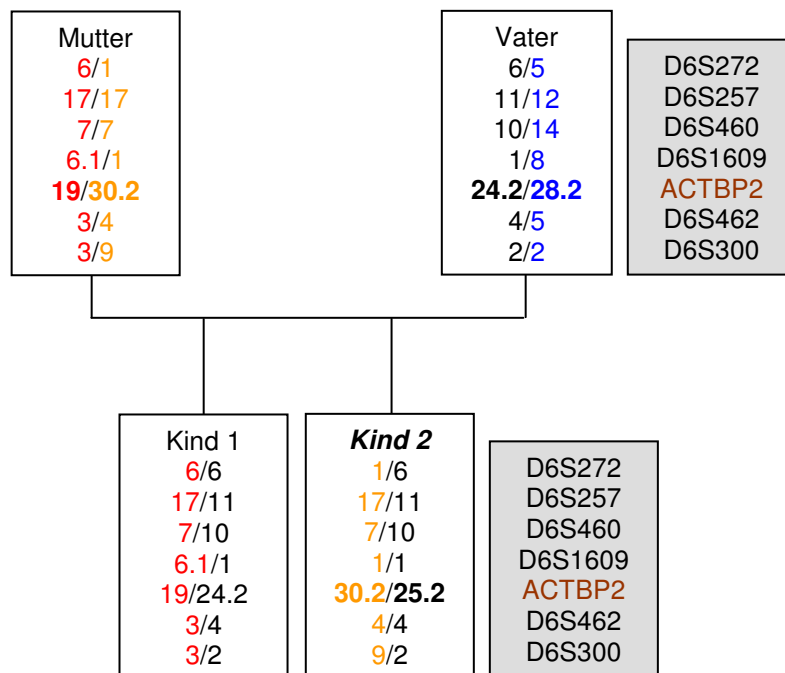 Mutter
6/1
17/17
7/7
6.1/1
19/30.2
3/4
3/9
Vater
6/5
11/12
10/14
1/8
24.2/28.2
4/5
2/2
D6S272
D6S257
D6S460
D6S1609
ACTBP2
D6S462
D6S300
Kind 1
6/6
17/11
7/10
6.1/1
19/24.2
3/4
3/2
Kind 2
1/6
17/11
7/10
1/1
30.2/25.2
4/4
9/2
D6S272
D6S257
D6S460
D6S1609
ACTBP2
D6S462
D6S300